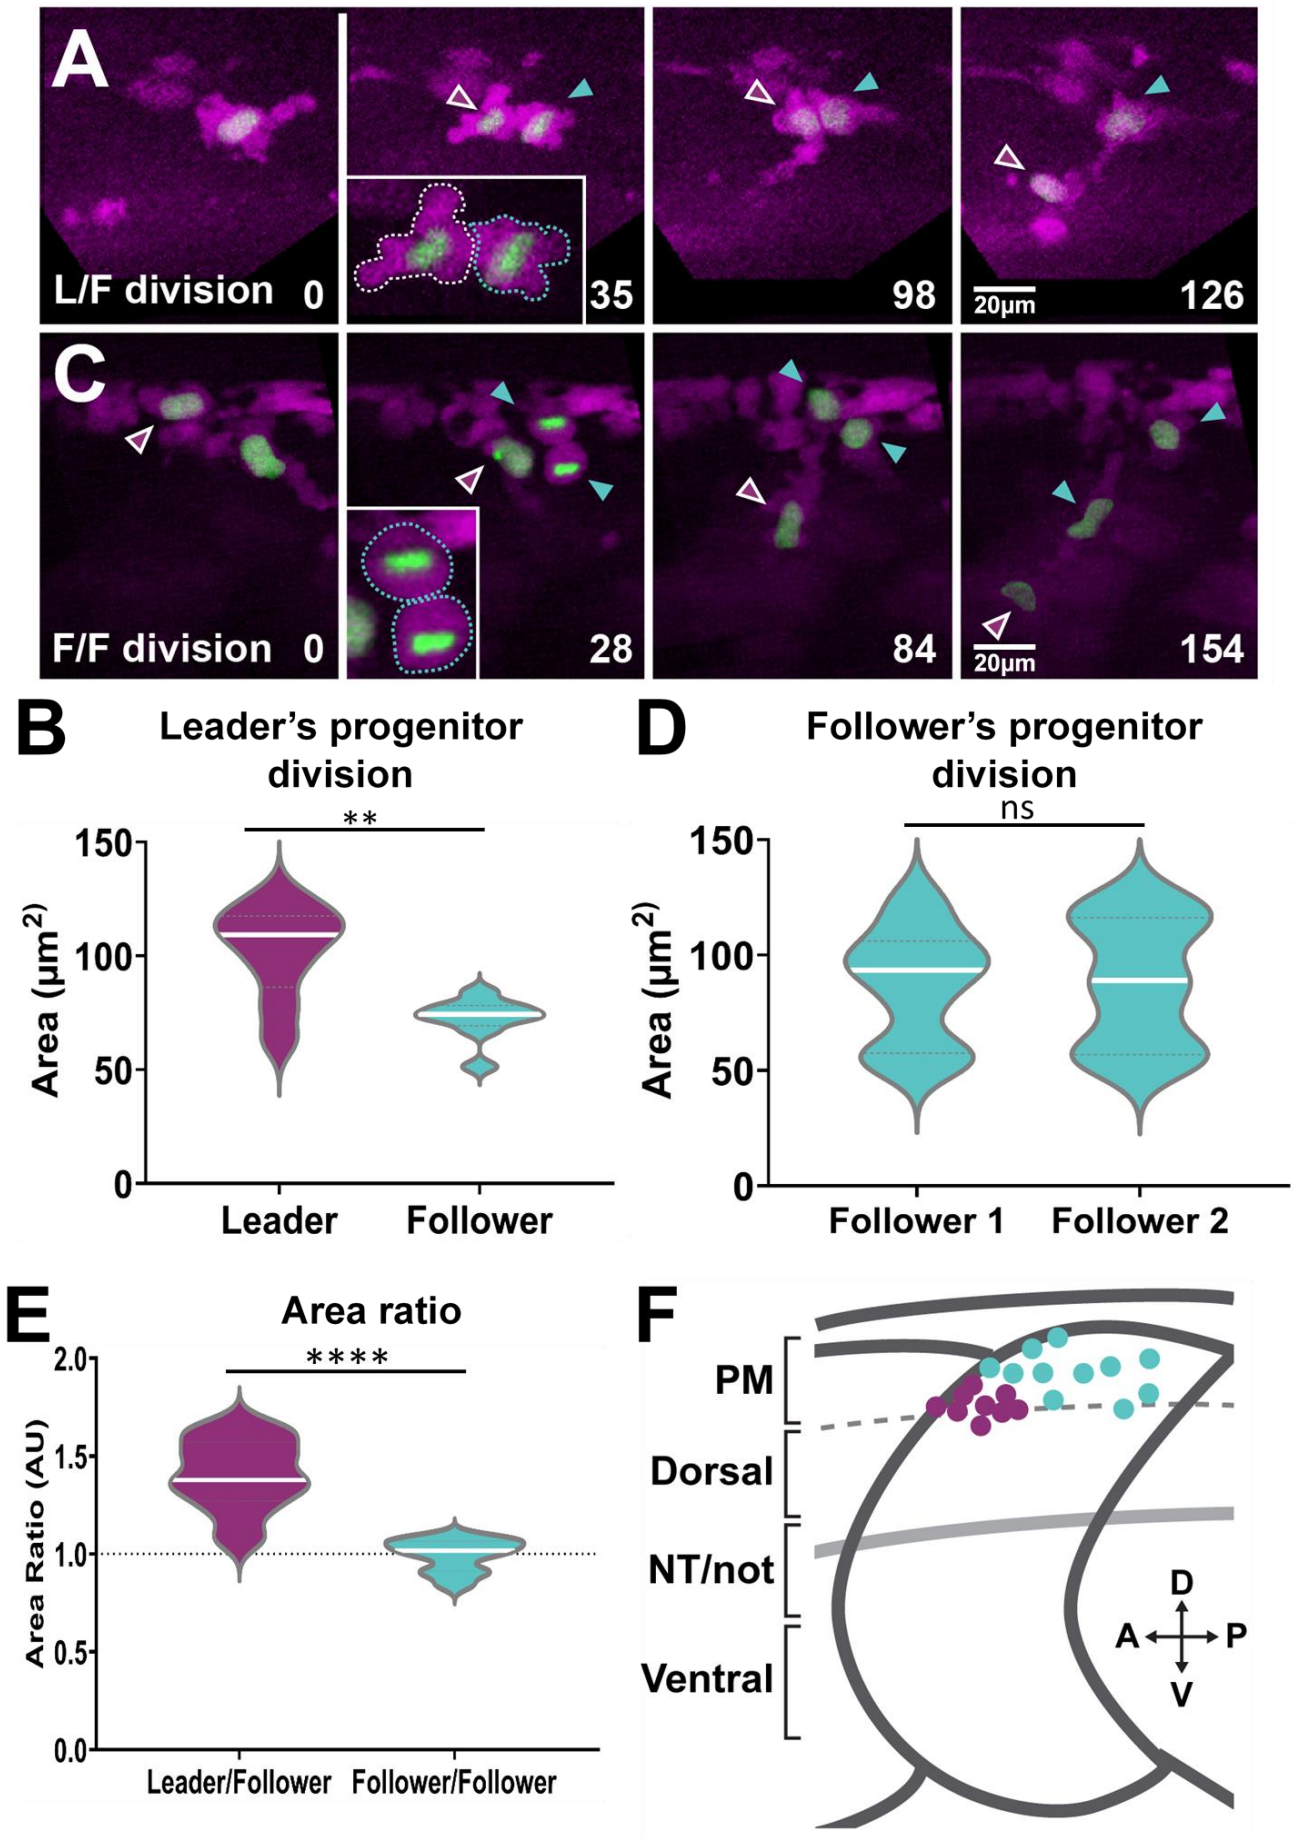 A
L/F division 0
35
98
20µm
126
C
F/F division 0
28
84
20µm
154
B
Leader's progenitor
division
**
150
100
50
0
Area (µm²)
Leader
Follower
D
Follower's progenitor
division
ns
150
100
50
0
Area (µm²)
Follower 1
Follower 2
E
Area ratio
****
2.0
1.5
1.0
0.5
0.0
Area Ratio (AU)
Leader/Follower
Follower/Follower
F
PM
Dorsal
NT/not
Ventral
D
A
P
V